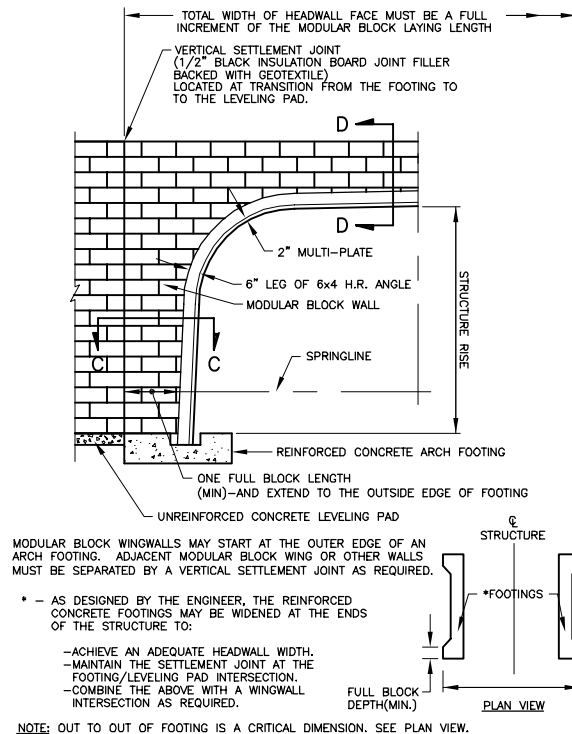 TOTAL WIDTH OF HEADWALL FACE MUST BE A FULL
INCREMENT OF THE MODULAR BLOCK LAYING LENGTH
VERTICAL SETTLEMENT JOINT
(1/2" BLACK INSULATION BOARD JOINT FILLER
BACKED WITH GEOTEXTILE)
LOCATED AT TRANSITION FROM THE FOOTING TO
TO THE LEVELING PAD.
D
D
2" MULTI-PLATE
6" LEG OF 6x4 H.R. ANGLE
MODULAR BLOCK WALL
STRUCTURE RISE
C
C
SPRINGLINE
REINFORCED CONCRETE ARCH FOOTING
ONE FULL BLOCK LENGTH
(MIN)-AND EXTEND TO THE OUTSIDE EDGE OF FOOTING
UNREINFORCED CONCRETE LEVELING PAD
MODULAR BLOCK WINGWALLS MAY START AT THE OUTER EDGE OF AN
ARCH FOOTING. ADJACENT MODULAR BLOCK WING OR OTHER WALLS
MUST BE SEPARATED BY A VERTICAL SETTLEMENT JOINT AS REQUIRED.
* - AS DESIGNED BY THE ENGINEER, THE REINFORCED
CONCRETE FOOTINGS MAY BE WIDENED AT THE ENDS
OF THE STRUCTURE TO:
-ACHIEVE AN ADEQUATE HEADWALL WIDTH.
-MAINTAIN THE SETTLEMENT JOINT AT THE
FOOTING/LEVELING PAD INTERSECTION.
-COMBINE THE ABOVE WITH A WINGWALL
INTERSECTION AS REQUIRED.
℄
STRUCTURE
*FOOTINGS
FULL BLOCK
DEPTH(MIN.)
PLAN VIEW
NOTE: OUT TO OUT OF FOOTING IS A CRITICAL DIMENSION. SEE PLAN VIEW.